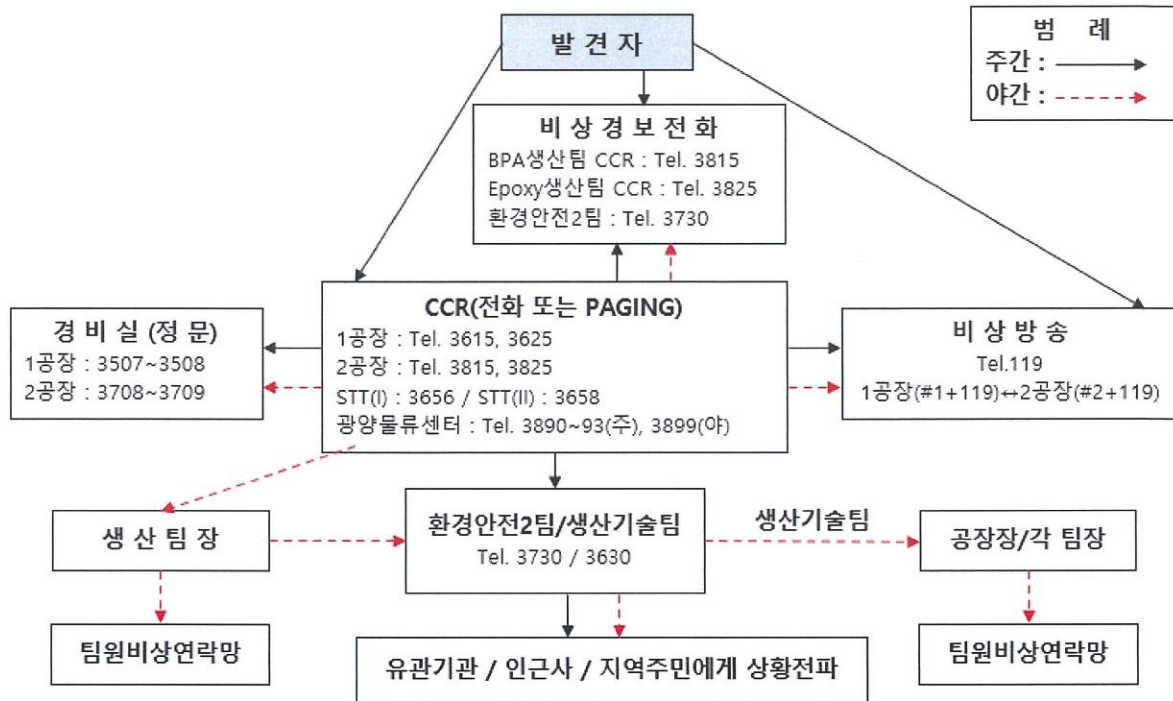 발 견 자
범 례
주간 :
야간 :
비 상 경 보 전 화
BPA생산팀 CCR : Tel. 3815
Epoxy생산팀 CCR : Tel. 3825
환경안전2팀 : Tel. 3730
CCR(전화 또는 PAGING)
1공장 : Tel. 3615, 3625
2공장 : Tel. 3815, 3825
STT(I) : 3656 / STT(II) : 3658
광양물류센터 : Tel. 3890~93(주), 3899(야)
경 비 실 (정 문)
1공장 : 3507~3508
2공장 : 3708~3709
비 상 방 송
Tel.119
1공장(#1+119)↔2공장(#2+119)
생 산 팀 장
환경안전2팀/생산기술팀
Tel. 3730 / 3630
생산기술팀
공장장/각 팀장
팀원비상연락망
유관기관 / 인근사 / 지역주민에게 상황전파
팀원비상연락망